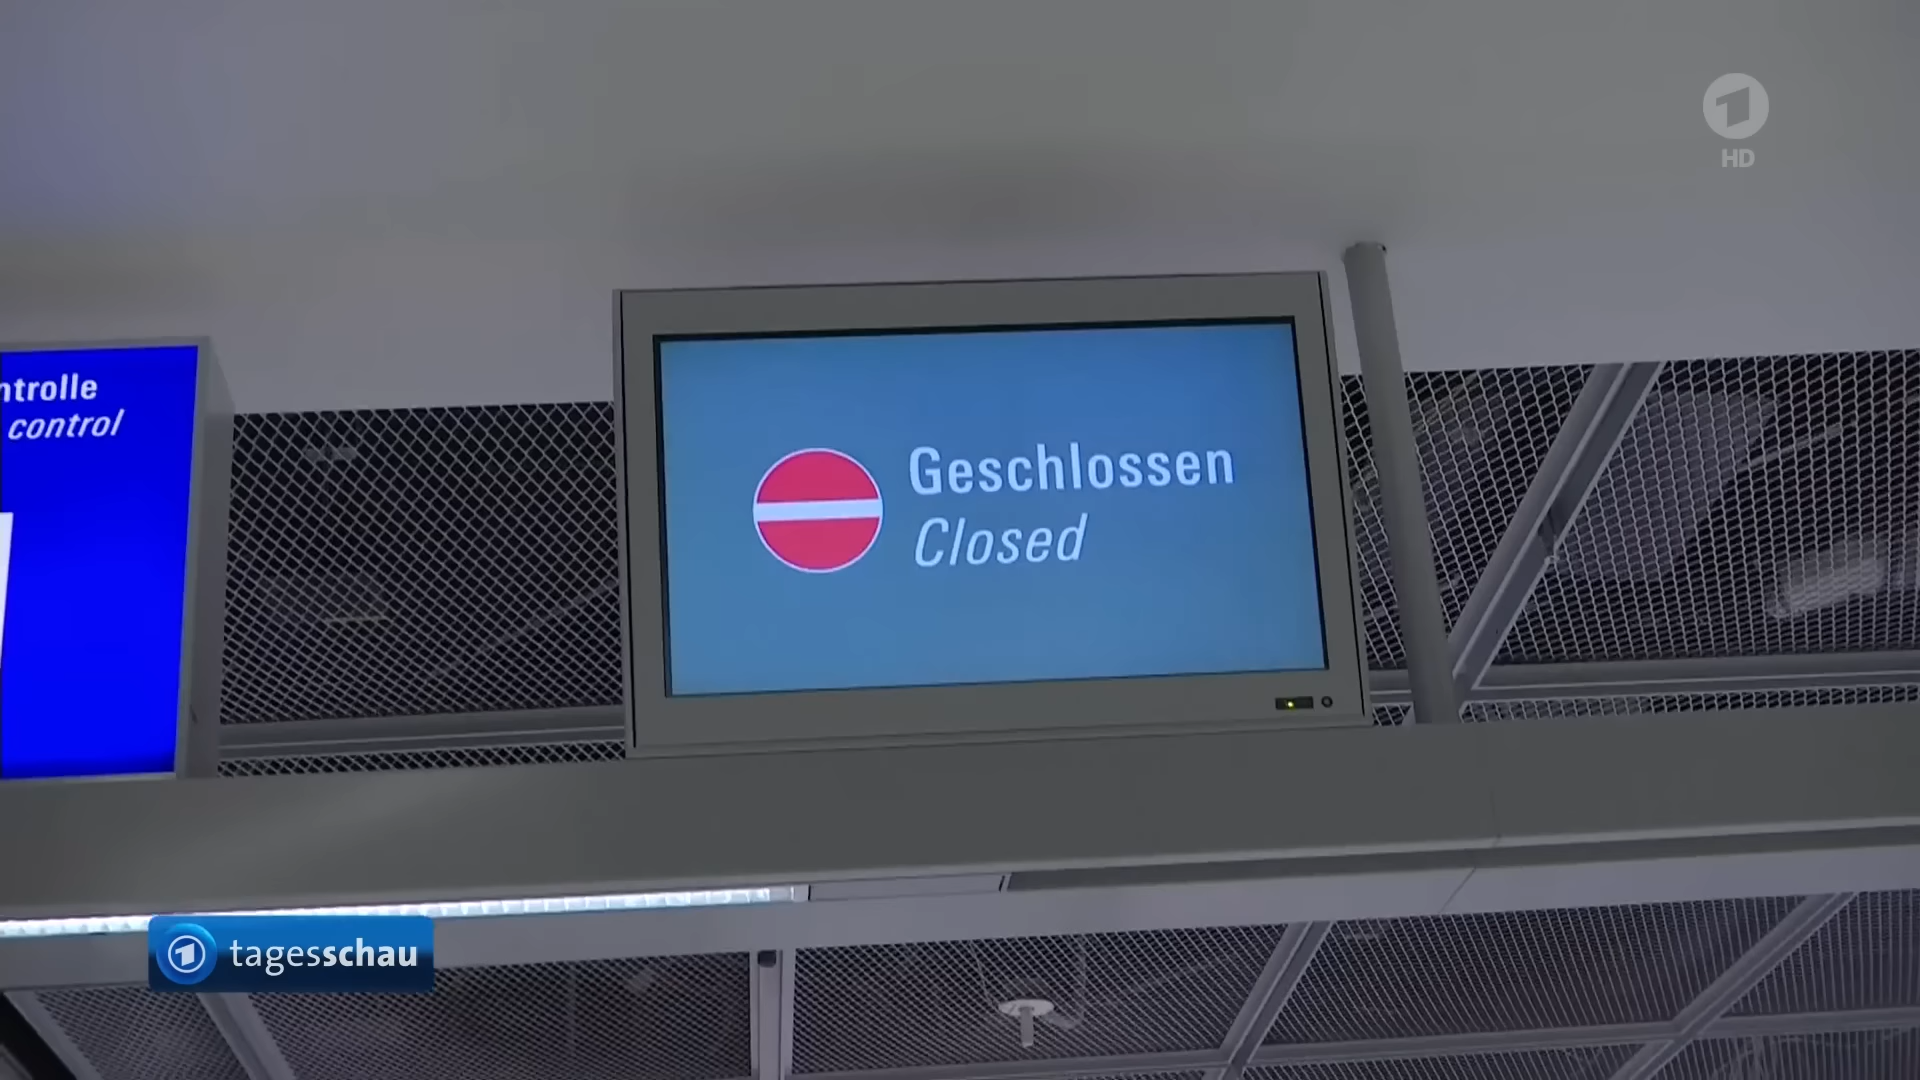 HD
ntrolle
control
Geschlossen
Closed
tagesschau